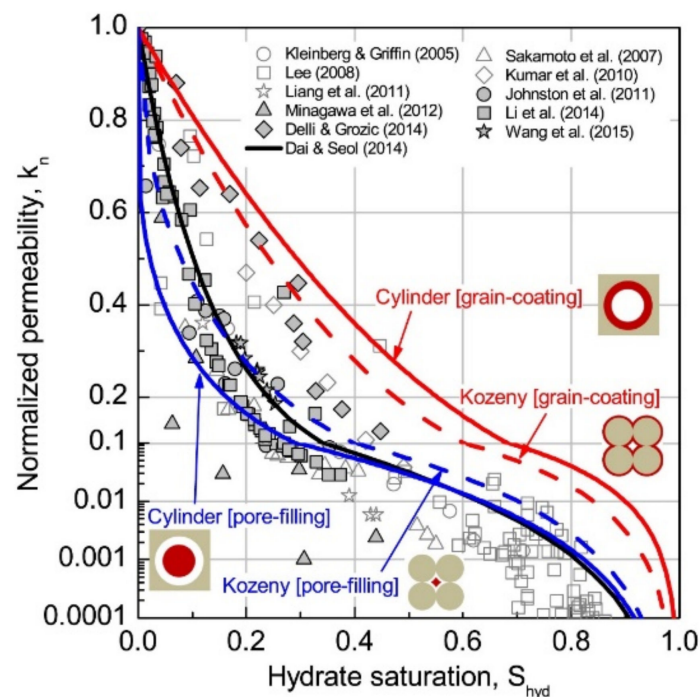 1.0
0.8
0.6
0.4
0.2
0.1
0.01
0.001
0.0001
Normalized permeability, kn
Kleinberg & Griffin (2005)
Lee (2008)
Liang et al. (2011)
Minagawa et al. (2012)
Delli & Grozic (2014)
Dai & Seol (2014)
Sakamoto et al. (2007)
Kumar et al. (2010)
Johnston et al. (2011)
Li et al. (2014)
Wang et al. (2015)
Cylinder [grain-coating]
Kozeny [grain-coating]
Cylinder [pore-filling]
Kozeny [pore-filling]
0.0 0.2 0.4 0.6 0.8 1.0
Hydrate saturation, Shyd